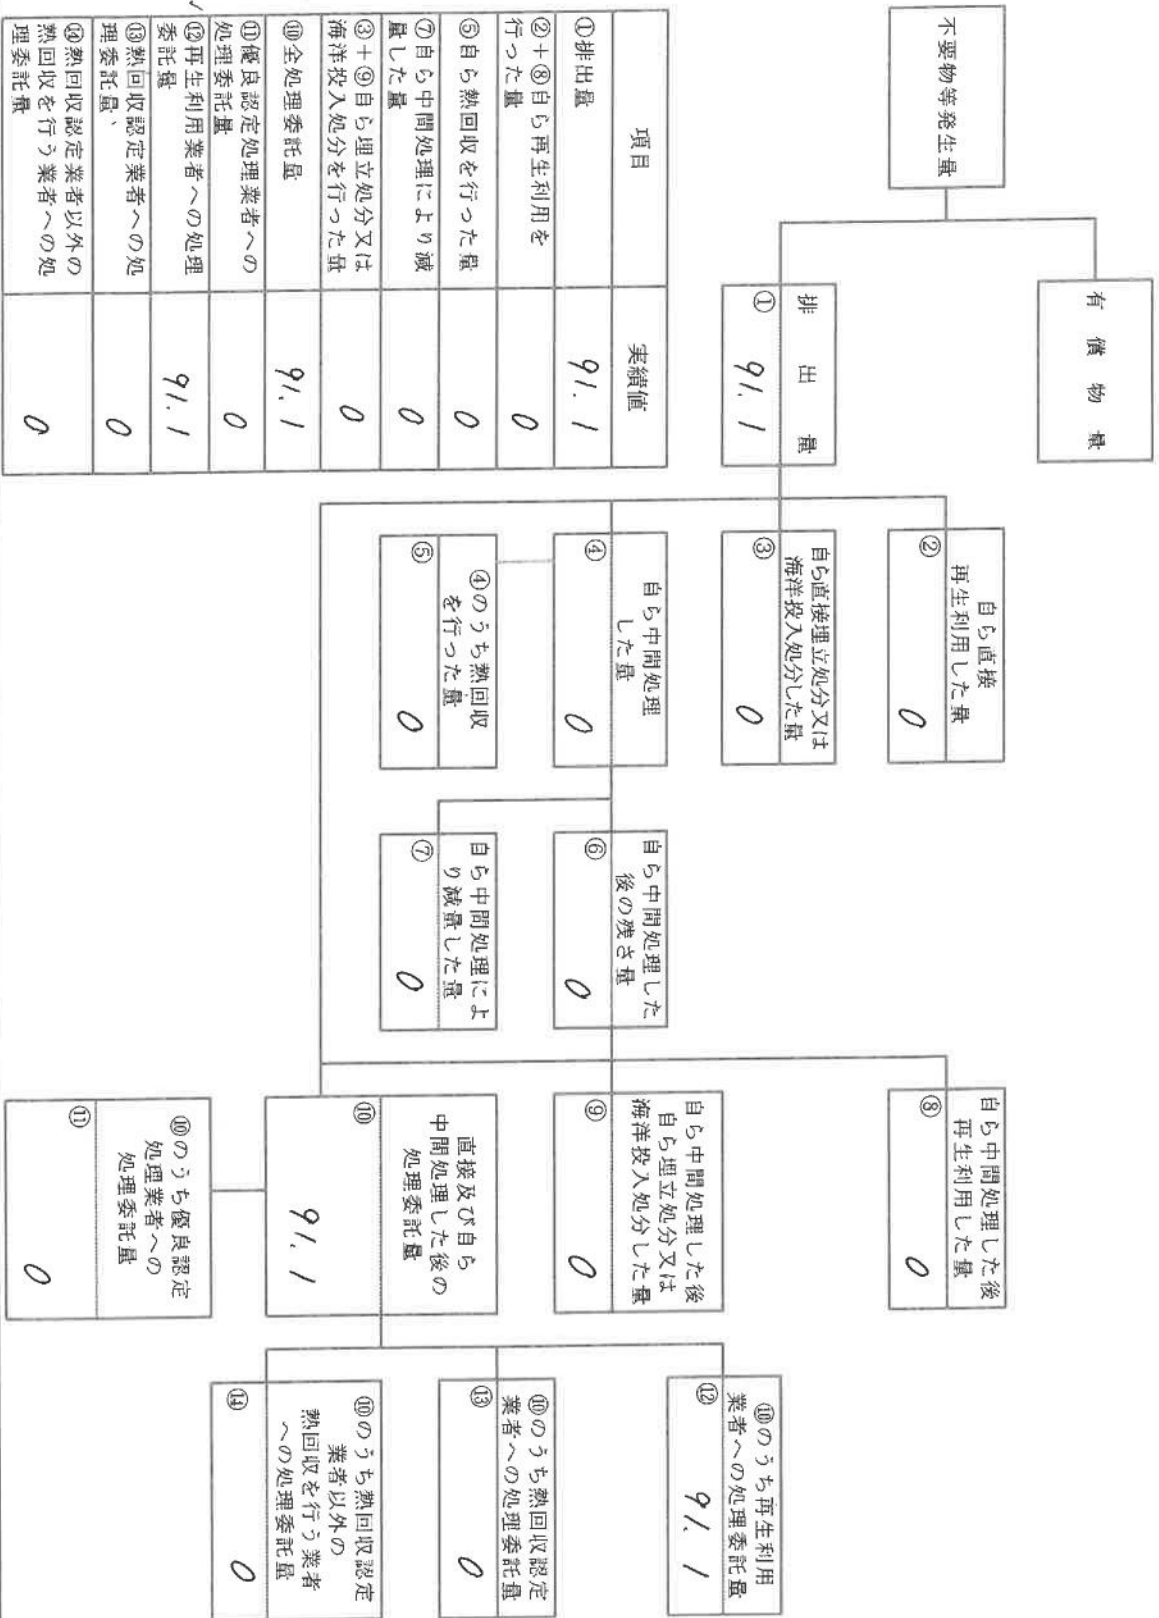 不要物等発生量
有償物量
排出量
①
91.1
自ら直接
再生利用した量
②
0
自ら直接埋立処分又は
海洋投入処分した量
③
0
自ら中間処理
した量
④
0
④のうち熱回収
を行った量
⑤
0
自ら中間処理した
後の残さ量
⑥
0
自ら中間処理によ
り減量した量
⑦
0
自ら中間処理した後
再生利用した量
⑧
0
自ら中間処理した後
自ら埋立処分又は
海洋投入処分した量
⑨
0
直接及び自ら
中間処理した後の
処理委託量
⑩
91.1
⑩のうち優良認定
処理業者への
処理委託量
⑪
0
⑩のうち再生利用
業者への処理委託量
⑫
91.1
⑩のうち熱回収認定
業者への処理委託量
⑬
0
⑩のうち熱回収認定
業者以外の
熱回収を行う業者
への処理委託量
⑭
0
項目 実績値
①排出量 91.1
②+⑧自ら再生利用を
行った量 0
⑤自ら熱回収を行った量 0
⑦自ら中間処理により減
量した量 0
③+⑨自ら埋立処分又は
海洋投入処分を行った量 0
⑩全処理委託量 91.1
⑪優良認定処理業者への
処理委託量 0
⑫再生利用業者への処理
委託量 91.1
⑬熱回収認定業者への処
理委託量、 0
⑭熱回収認定業者以外の
熱回収を行う業者への処
理委託量 0